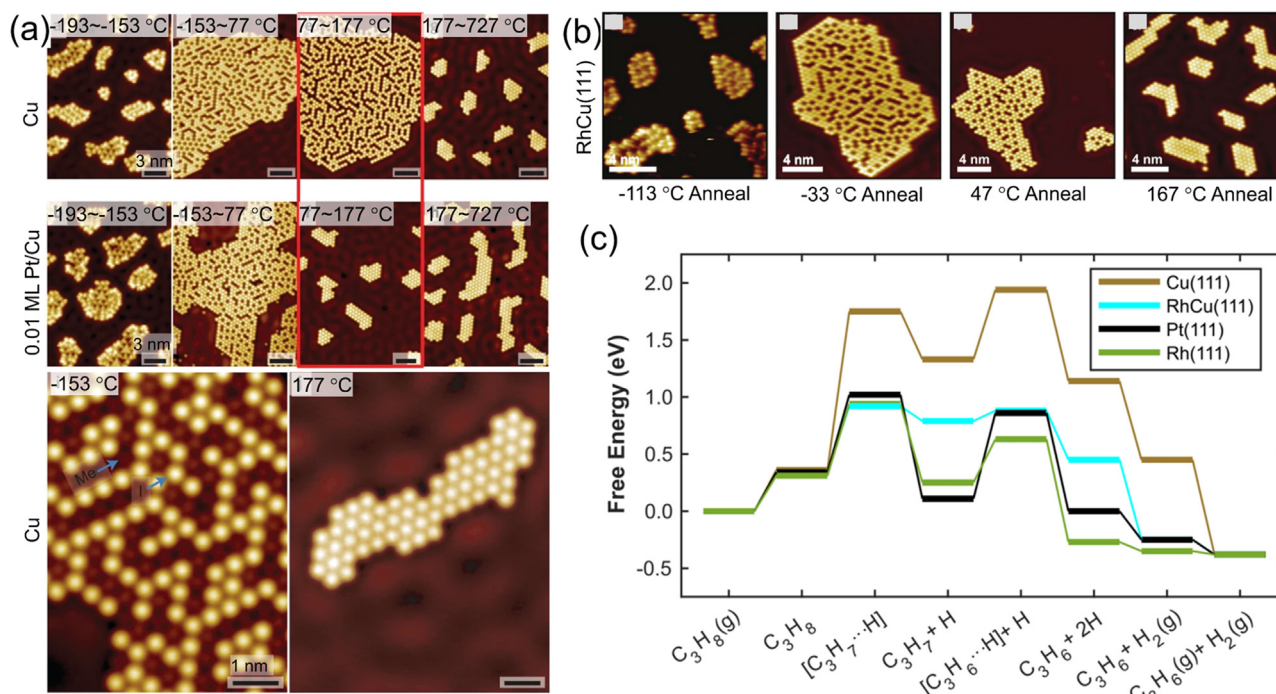 (a)
-193~-153 °C
-153~77 °C
77~177 °C
177~727 °C
Cu
3 nm
-193~-153 °C
-153~77 °C
77~177 °C
177~727 °C
0.01 ML Pt/Cu
3 nm
-153 °C
177 °C
Me
I
Cu
1 nm
(b)
RhCu(111)
4 nm
4 nm
4 nm
4 nm
-113 °C Anneal
-33 °C Anneal
47 °C Anneal
167 °C Anneal
(c)
Cu(111)
RhCu(111)
Pt(111)
Rh(111)
Free Energy (eV)
2.0
1.5
1.0
0.5
0.0
-0.5
C₃H₈(g)
C₃H₈
[C₃H₇···H]
C₃H₇ + H
[C₃H₆···H]+ H
C₃H₆ + 2H
C₃H₆ + H₂(g)
C₃H₆(g)+ H₂(g)